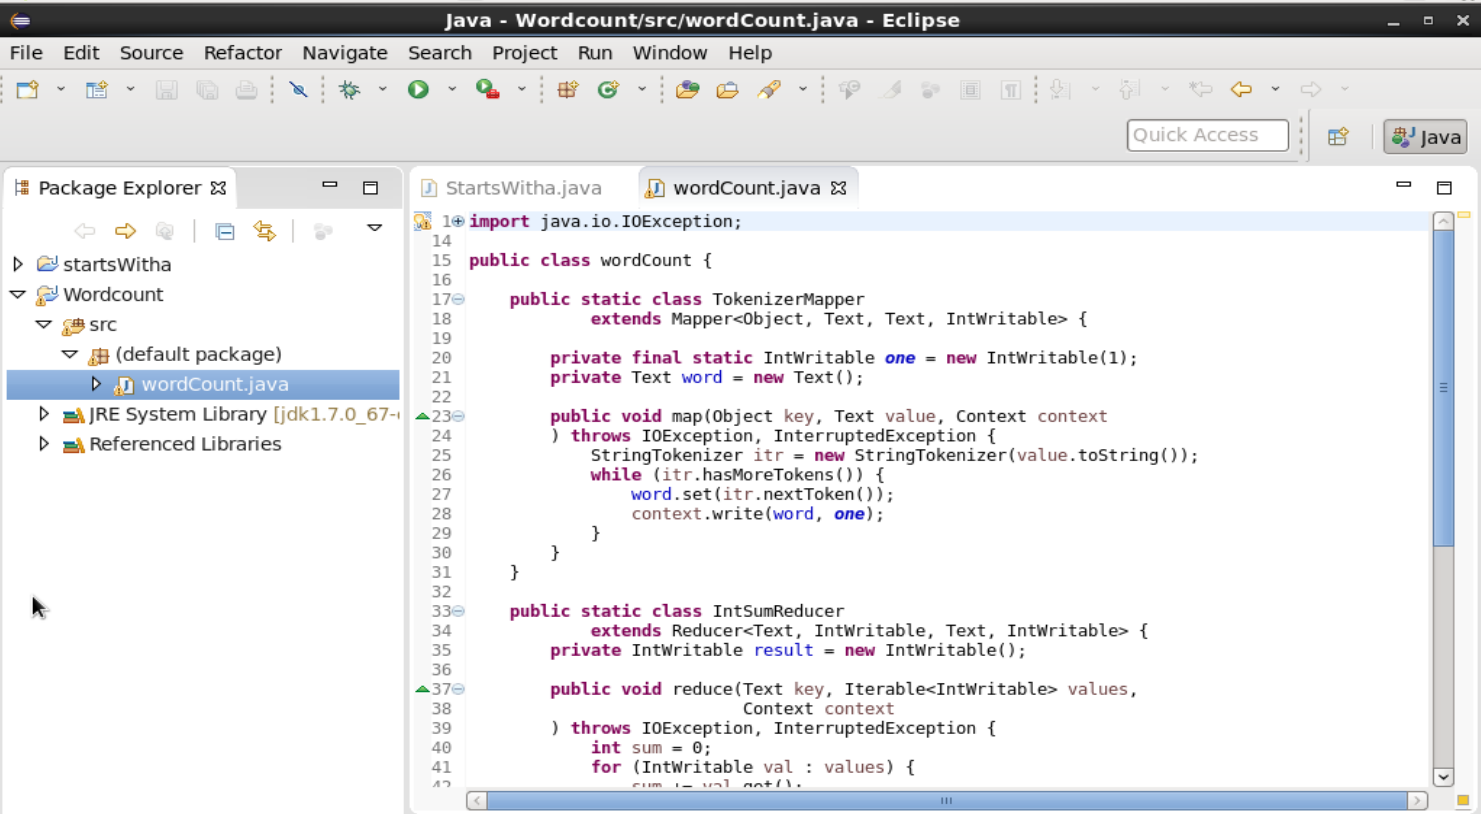 Java - Wordcount/src/wordCount.java - Eclipse
File Edit Source Refactor Navigate Search Project Run Window Help
Quick Access
Java
Package Explorer
startsWitha
Wordcount
src
(default package)
wordCount.java
JRE System Library [jdk1.7.0_67-
Referenced Libraries
StartsWitha.java wordCount.java
1 import java.io.IOException;
14
15 public class wordCount {
16
17     public static class TokenizerMapper
18             extends Mapper<Object, Text, Text, IntWritable> {
19
20         private final static IntWritable one = new IntWritable(1);
21         private Text word = new Text();
22
23         public void map(Object key, Text value, Context context
24         ) throws IOException, InterruptedException {
25             StringTokenizer itr = new StringTokenizer(value.toString());
26             while (itr.hasMoreTokens()) {
27                 word.set(itr.nextToken());
28                 context.write(word, one);
29             }
30         }
31     }
32
33     public static class IntSumReducer
34             extends Reducer<Text, IntWritable, Text, IntWritable> {
35         private IntWritable result = new IntWritable();
36
37         public void reduce(Text key, Iterable<IntWritable> values,
38                            Context context
39         ) throws IOException, InterruptedException {
40             int sum = 0;
41             for (IntWritable val : values) {
42                 sum += val.get();